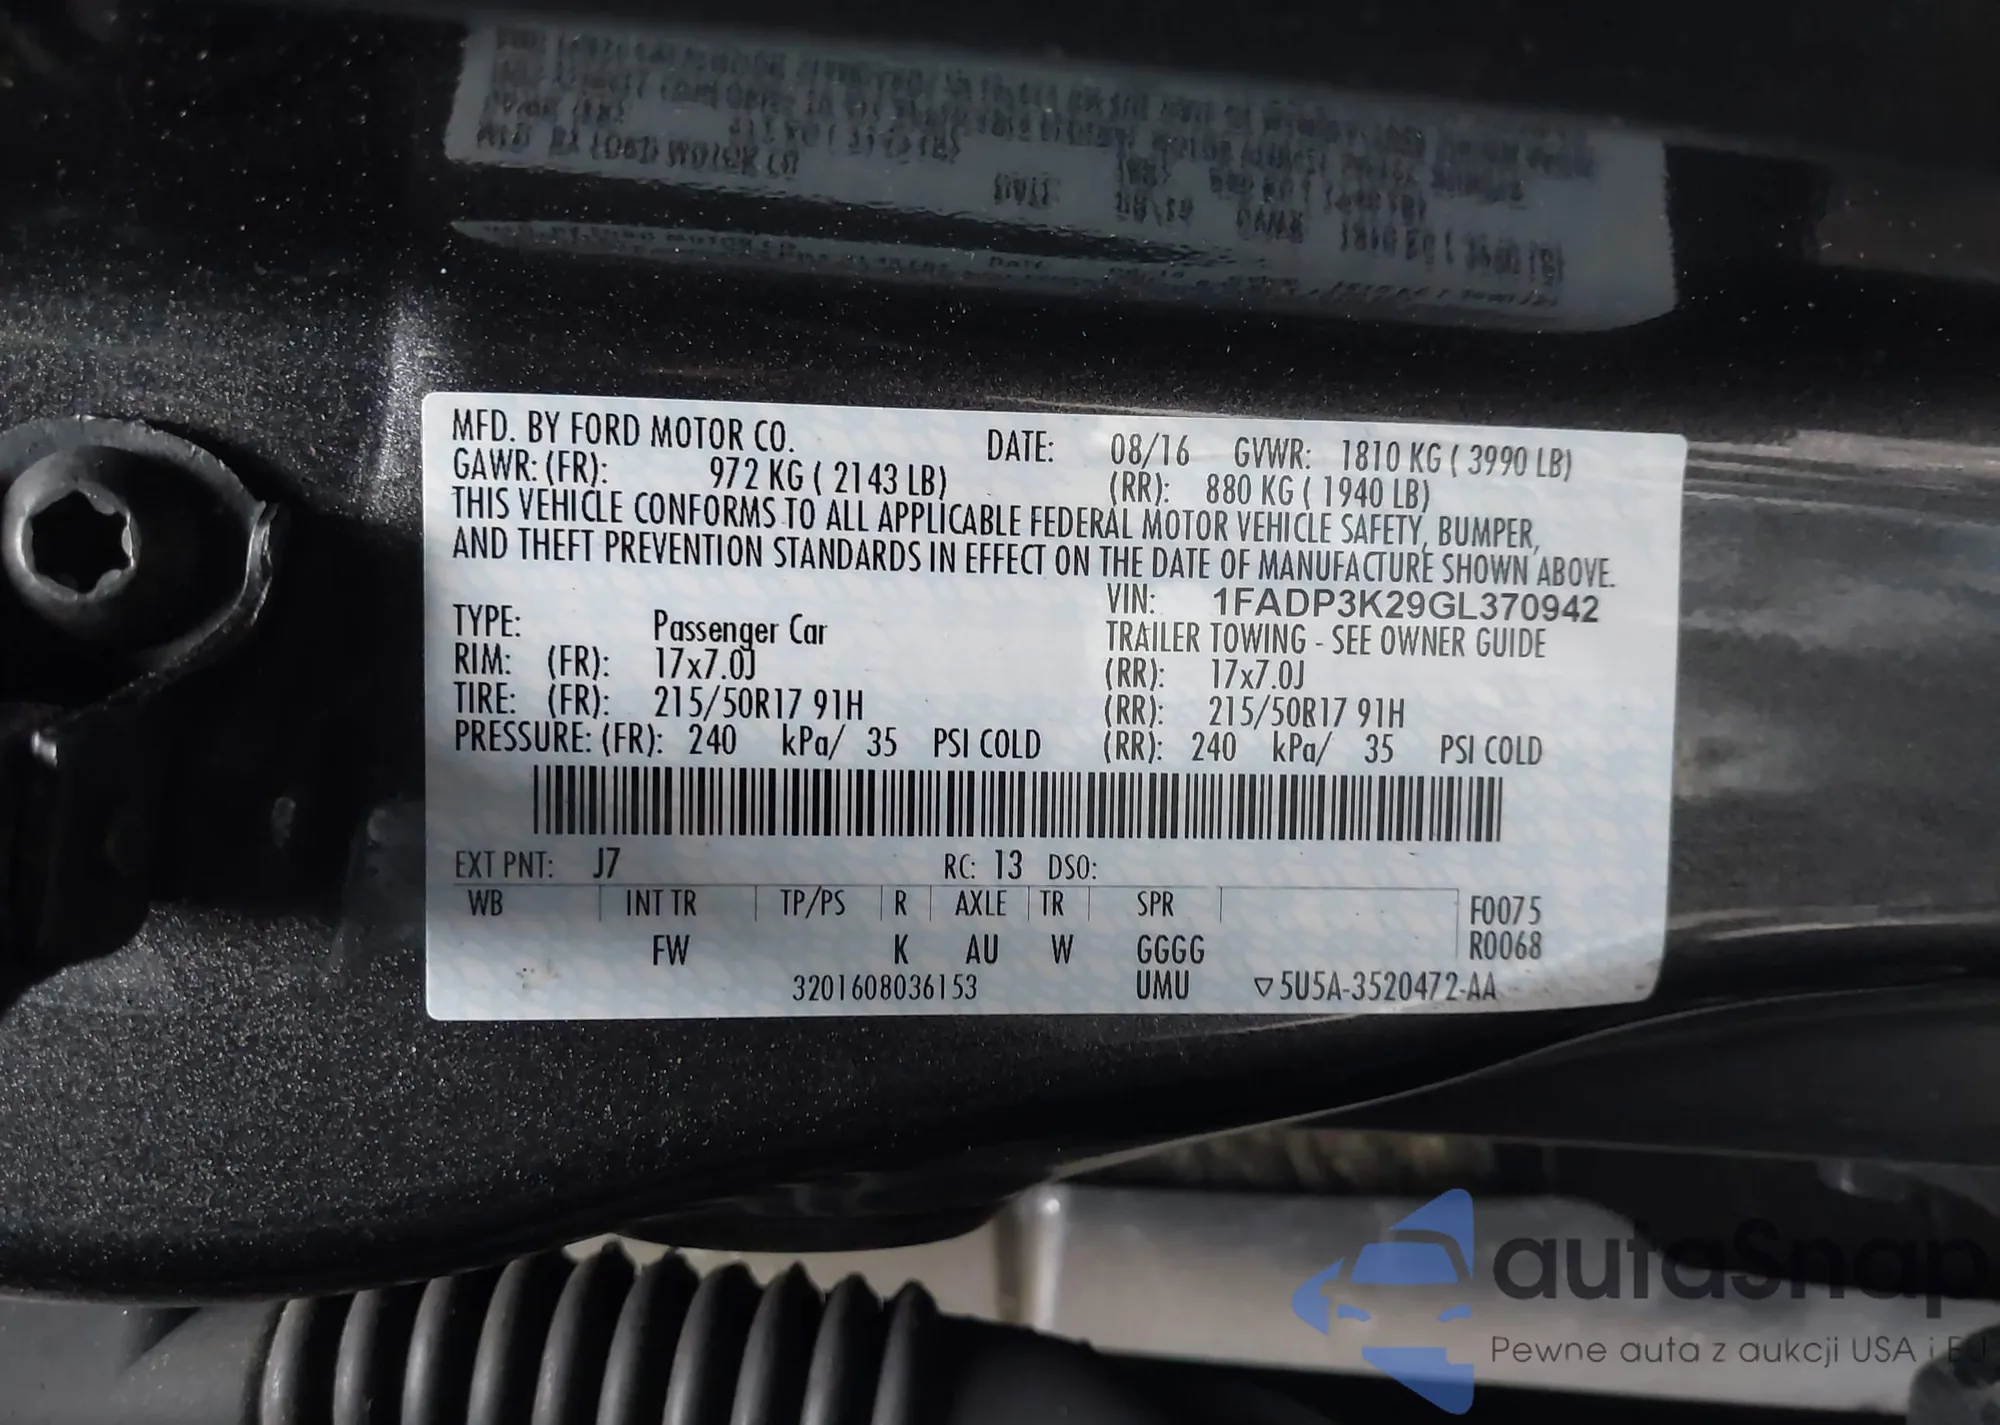 MFD. BY FORD MOTOR CO. DATE: 08/16 GVWR: 1810 KG ( 3990 LB)
GAWR: (FR): 972 KG ( 2143 LB) (RR): 880 KG ( 1940 LB)
THIS VEHICLE CONFORMS TO ALL APPLICABLE FEDERAL MOTOR VEHICLE SAFETY, BUMPER,
AND THEFT PREVENTION STANDARDS IN EFFECT ON THE DATE OF MANUFACTURE SHOWN ABOVE.
VIN: 1FADP3K29GL370942
TYPE: Passenger Car TRAILER TOWING - SEE OWNER GUIDE
RIM: (FR): 17x7.0J (RR): 17x7.0J
TIRE: (FR): 215/50R17 91H (RR): 215/50R17 91H
PRESSURE: (FR): 240 kPa/ 35 PSI COLD (RR): 240 kPa/ 35 PSI COLD
EXT PNT: J7 RC: 13 DSO:
WB INT TR TP/PS R AXLE TR SPR F0075
FW K AU W GGGG R0068
3201608036153 UMU ▽5U5A-3520472-AA
autaSnap
Pewne auta z aukcji USA i EU